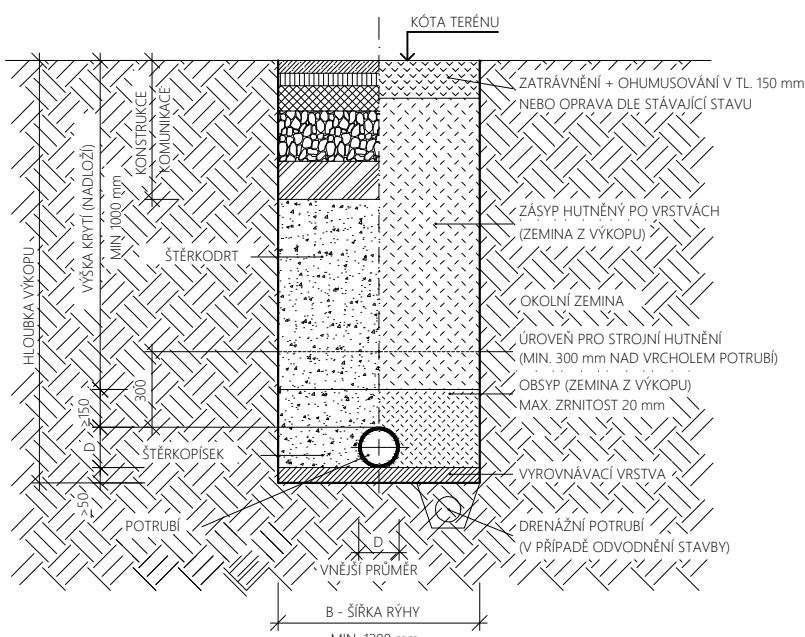 KÓTA TERÉNU
ZATRÁVNĚNÍ + OHUMUSOVÁNÍ V TL. 150 mm
NEBO OPRAVA DLE STÁVAJÍCÍ STAVU
KONSTRUKCE
KOMUNIKACE
HLOUBKA VÝKOPU
VÝŠKA KRYTÍ (NADLOŽÍ)
MIN 1000 mm
ZÁSYP HUTNĚNÝ PO VRSTVÁCH
(ZEMINA Z VÝKOPU)
ŠTĚRKODRT
OKOLNÍ ZEMINA
ÚROVEŇ PRO STROJNÍ HUTNĚNÍ
(MIN. 300 mm NAD VRCHOLEM POTRUBÍ)
300
≥150
OBSYP (ZEMINA Z VÝKOPU)
MAX. ZRNITOST 20 mm
D
ŠTĚRKOPÍSEK
VYROVNÁVACÍ VRSTVA
≥50
POTRUBÍ
DRENÁŽNÍ POTRUBÍ
(V PŘÍPADĚ ODVODNĚNÍ STAVBY)
D
VNĚJŠÍ PRŮMĚR
B - ŠÍŘKA RÝHY